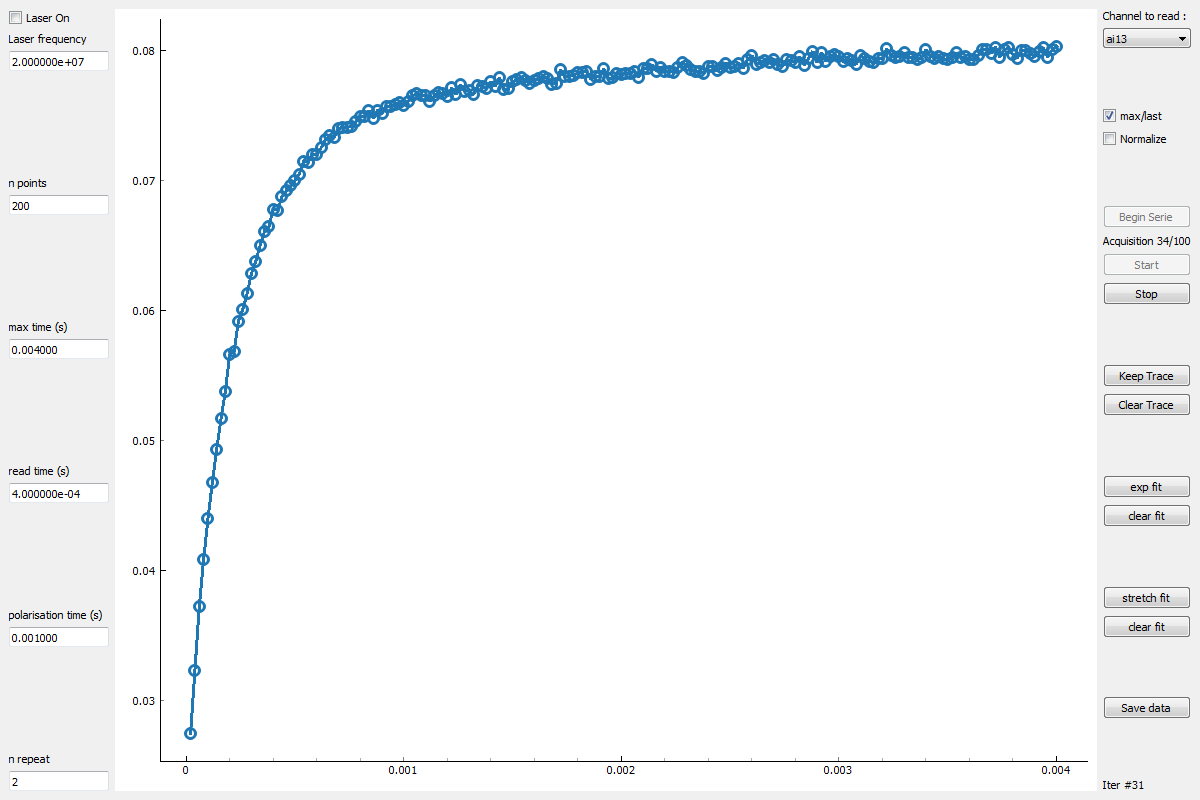 Laser On
Laser frequency
2.000000e+07
n points
200
max time (s)
0.004000
read time (s)
4.000000e-04
polarisation time (s)
0.001000
n repeat
2
0.08
0.07
0.06
0.05
0.04
0.03
0
0.001
0.002
0.003
0.004
Channel to read :
ai13
max/last
Normalize
Begin Serie
Acquisition 34/100
Start
Stop
Keep Trace
Clear Trace
exp fit
clear fit
stretch fit
clear fit
Save data
Iter #31